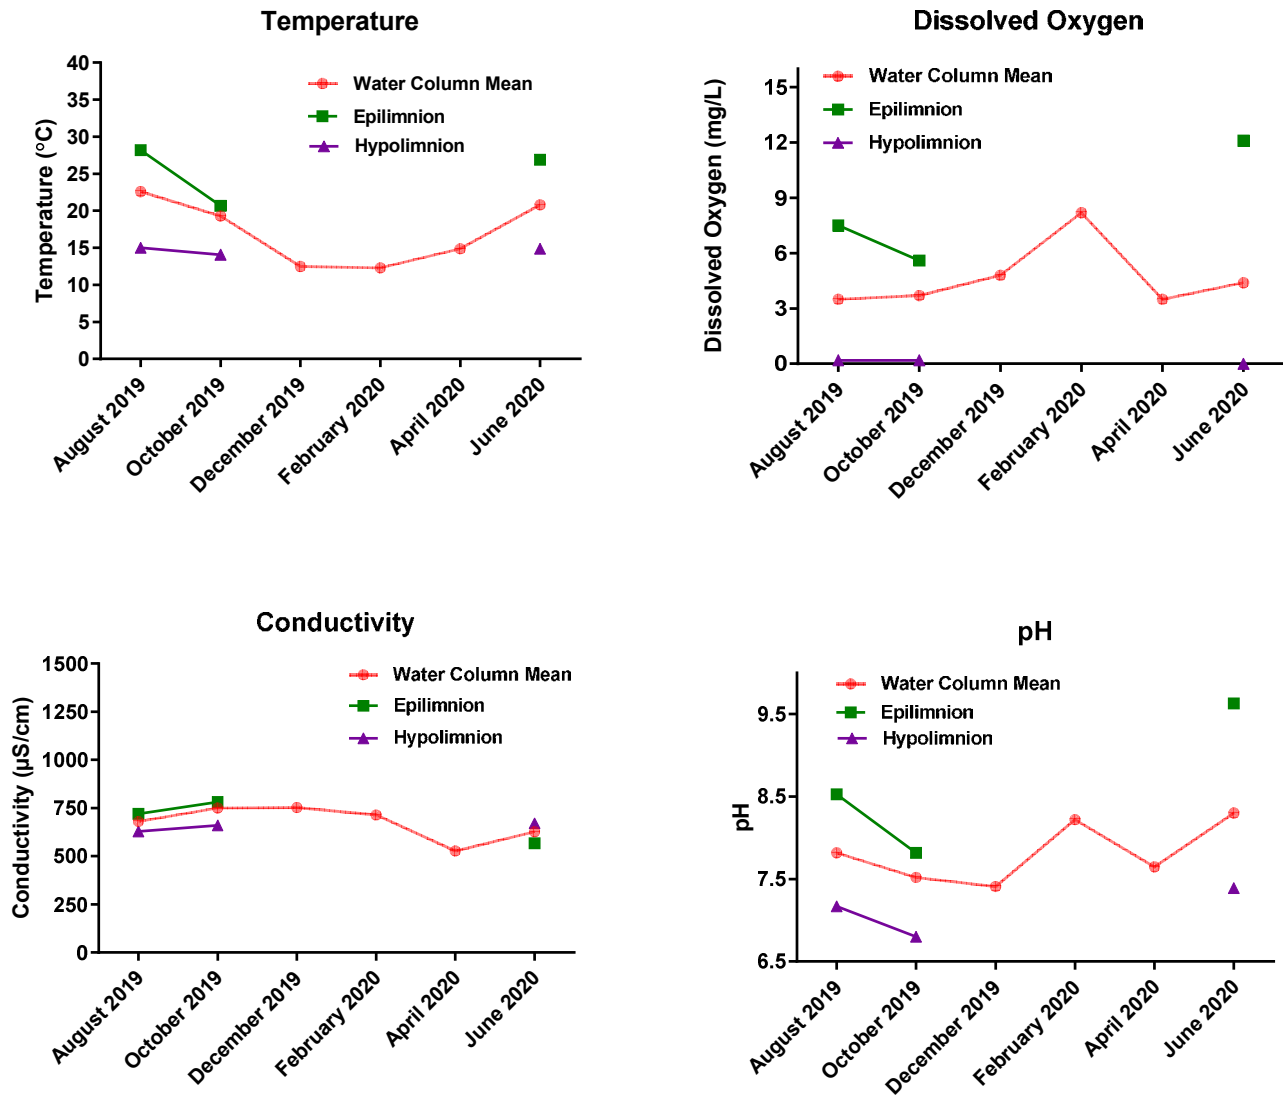 Temperature
Temperature (°C)
40
35
30
25
20
15
10
5
0
Water Column Mean
Epilimnion
Hypolimnion
August 2019
October 2019
December 2019
February 2020
April 2020
June 2020
Dissolved Oxygen
Dissolved Oxygen (mg/L)
15
12
9
6
3
0
Water Column Mean
Epilimnion
Hypolimnion
August 2019
October 2019
December 2019
February 2020
April 2020
June 2020
Conductivity
Conductivity (µS/cm)
1500
1250
1000
750
500
250
0
Water Column Mean
Epilimnion
Hypolimnion
August 2019
October 2019
December 2019
February 2020
April 2020
June 2020
pH
pH
9.5
8.5
7.5
6.5
Water Column Mean
Epilimnion
Hypolimnion
August 2019
October 2019
December 2019
February 2020
April 2020
June 2020